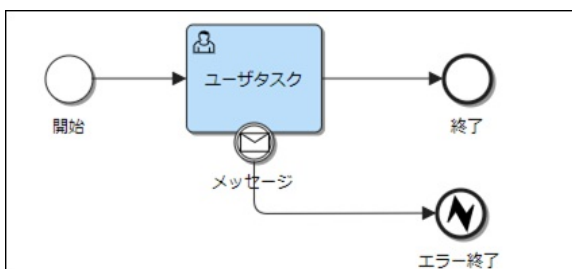 ユーザタスク
開始
終了
メッセージ
エラー終了